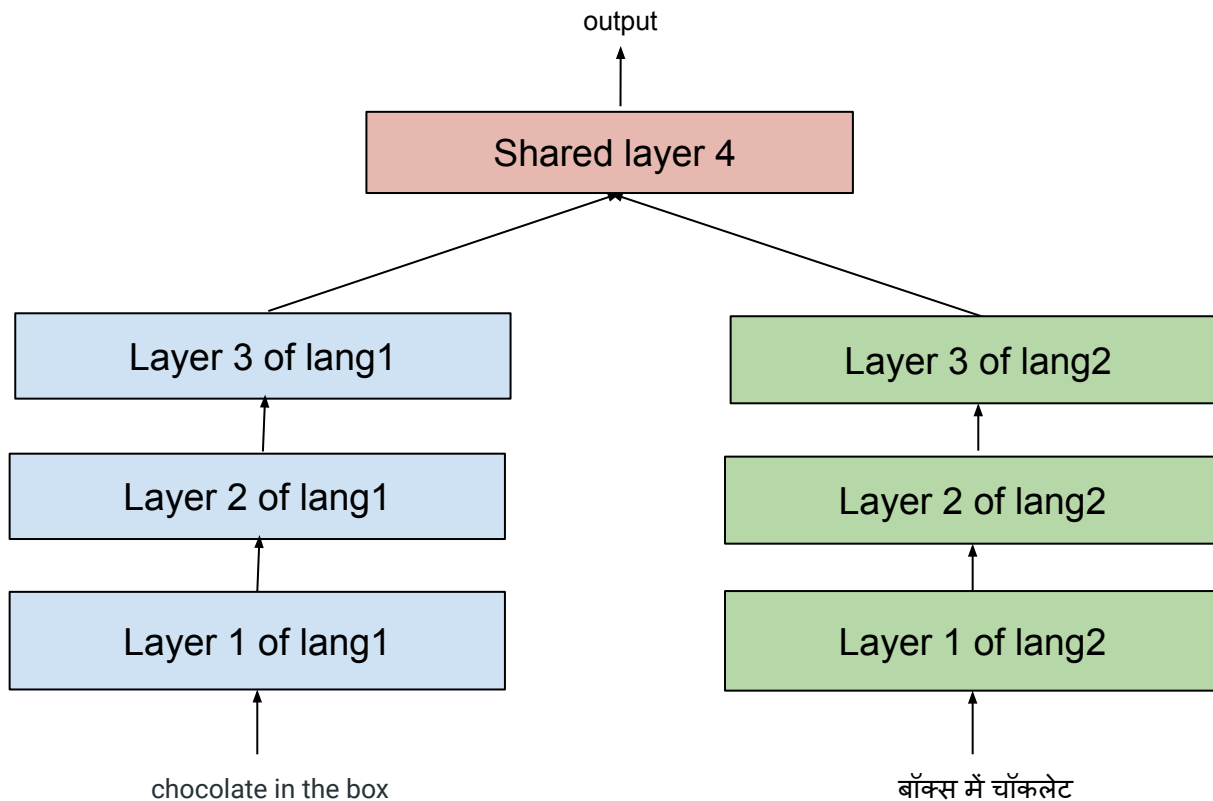 output
Shared layer 4
Layer 3 of lang1
Layer 3 of lang2
Layer 2 of lang1
Layer 2 of lang2
Layer 1 of lang1
Layer 1 of lang2
chocolate in the box
बॉक्स में चॉकलेट